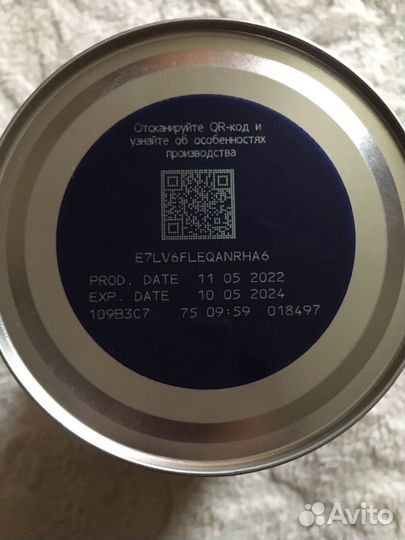 Отсканируйте QR-код и
узнайте об особенностях
производства
E7LV6FLEQANRHA6
PROD. DATE 11 05 2022
EXP. DATE 10 05 2024
109B3C7 75 09:59 018497
Avito